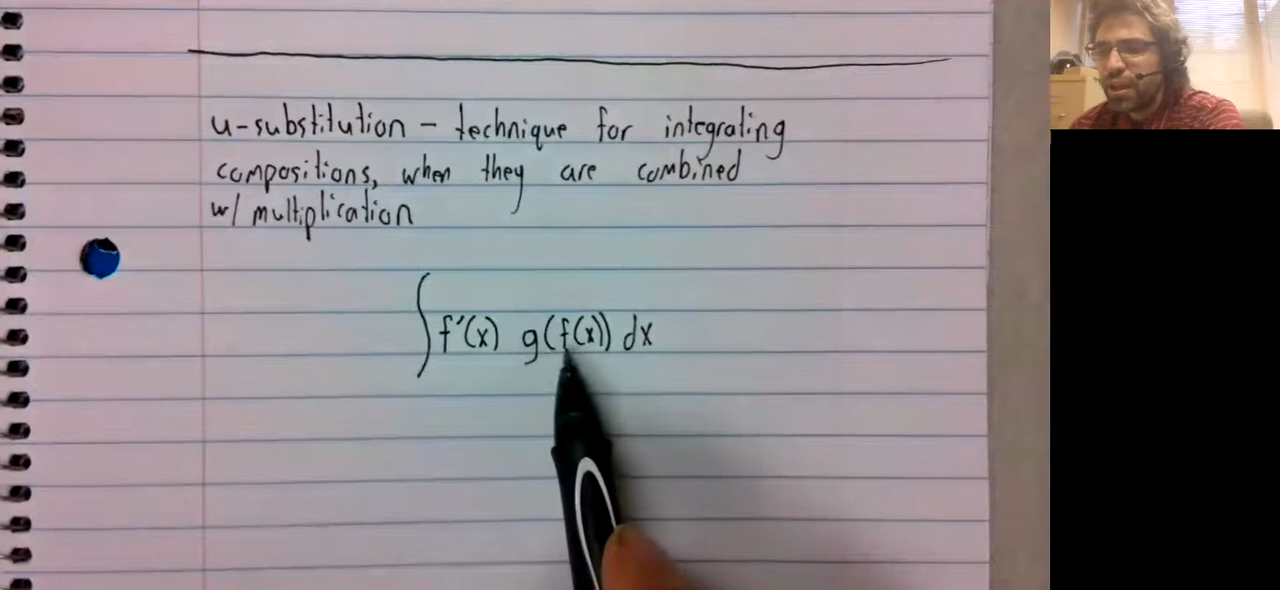 u-substitution - technique for integrating
compositions, when they are combined
w/ multiplication
∫ f'(x) g(f(x)) dx